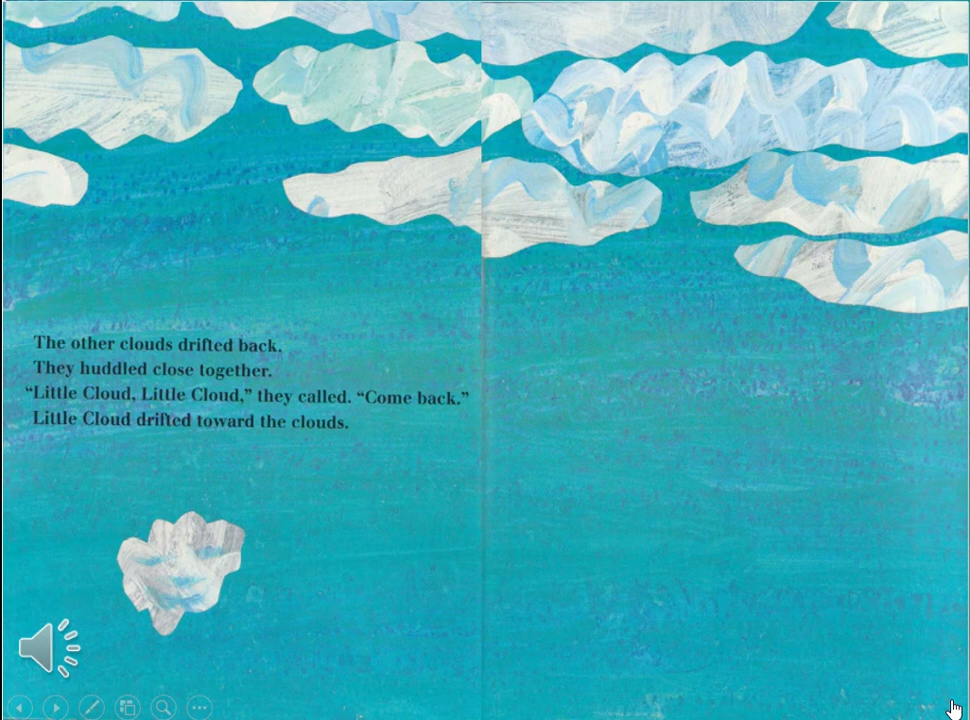 The other clouds drifted back.
They huddled close together.
“Little Cloud, Little Cloud,” they called. “Come back.”
Little Cloud drifted toward the clouds.